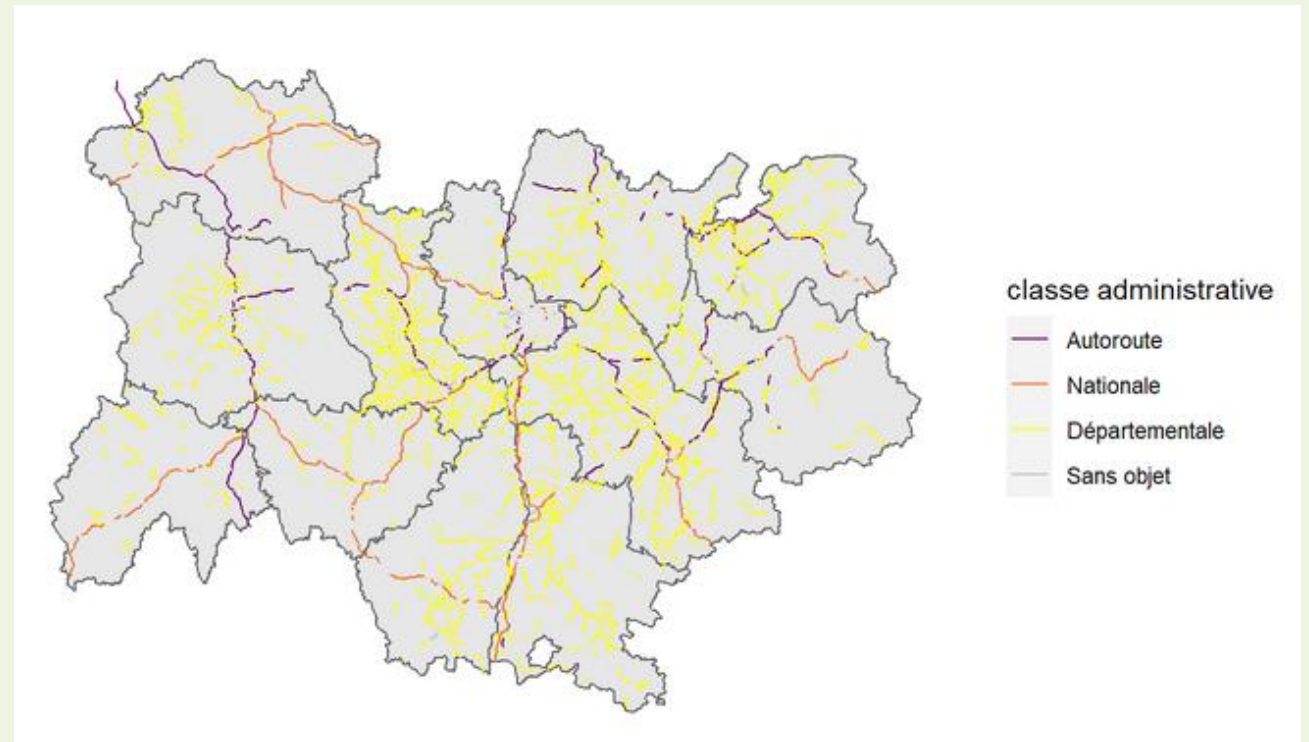 classe administrative
Autoroute
Nationale
Départementale
Sans objet